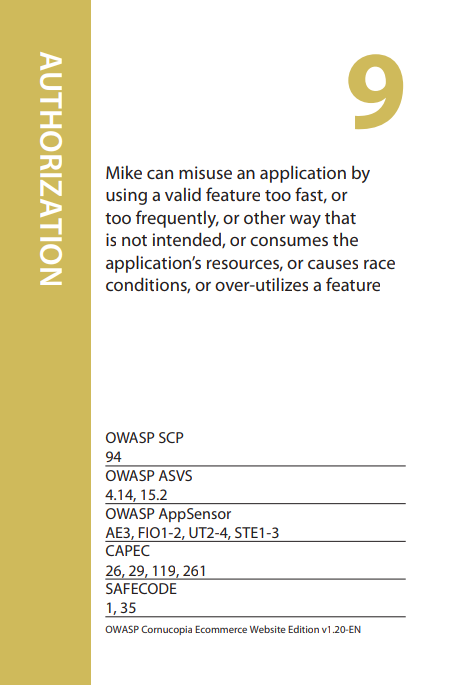 AUTHORIZATION
9
Mike can misuse an application by
using a valid feature too fast, or
too frequently, or other way that
is not intended, or consumes the
application’s resources, or causes race
conditions, or over-utilizes a feature
OWASP SCP
94
OWASP ASVS
4.14, 15.2
OWASP AppSensor
AE3, FIO1-2, UT2-4, STE1-3
CAPEC
26, 29, 119, 261
SAFECODE
1, 35
OWASP Cornucopia Ecommerce Website Edition v1.20-EN